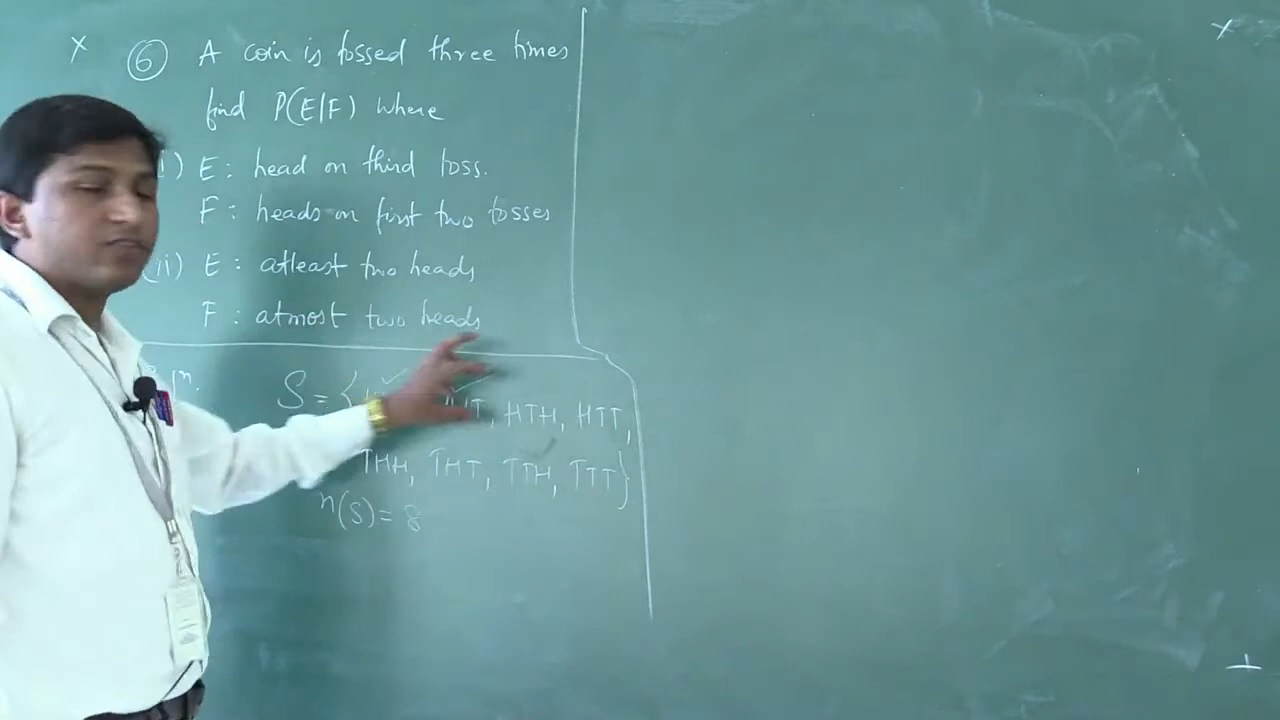 ⑥ A coin is tossed three times
find P(E/F) where
i) E: head on third toss.
F: heads on first two tosses
(ii) E: atleast two heads
F: atmost two heads
S = { HTH, HTT,
THH, THT, TTH, TTT}
n(S) = 8